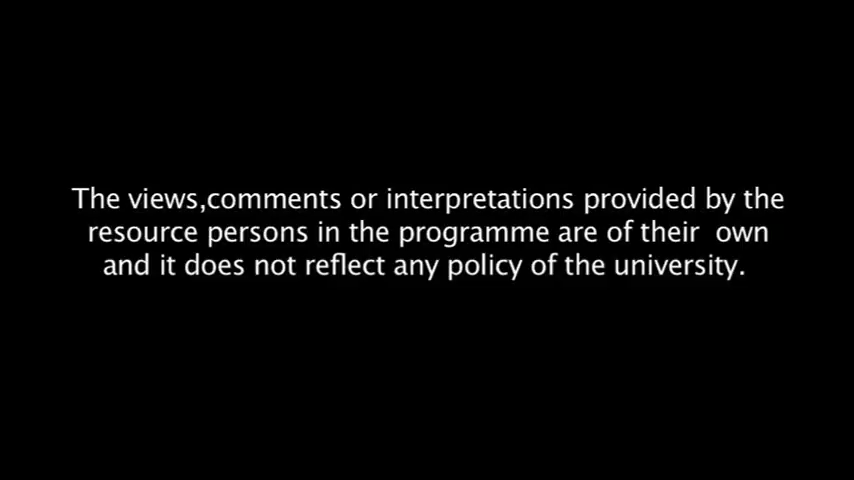 The views,comments or interpretations provided by the
resource persons in the programme are of their  own
and it does not reflect any policy of the university.